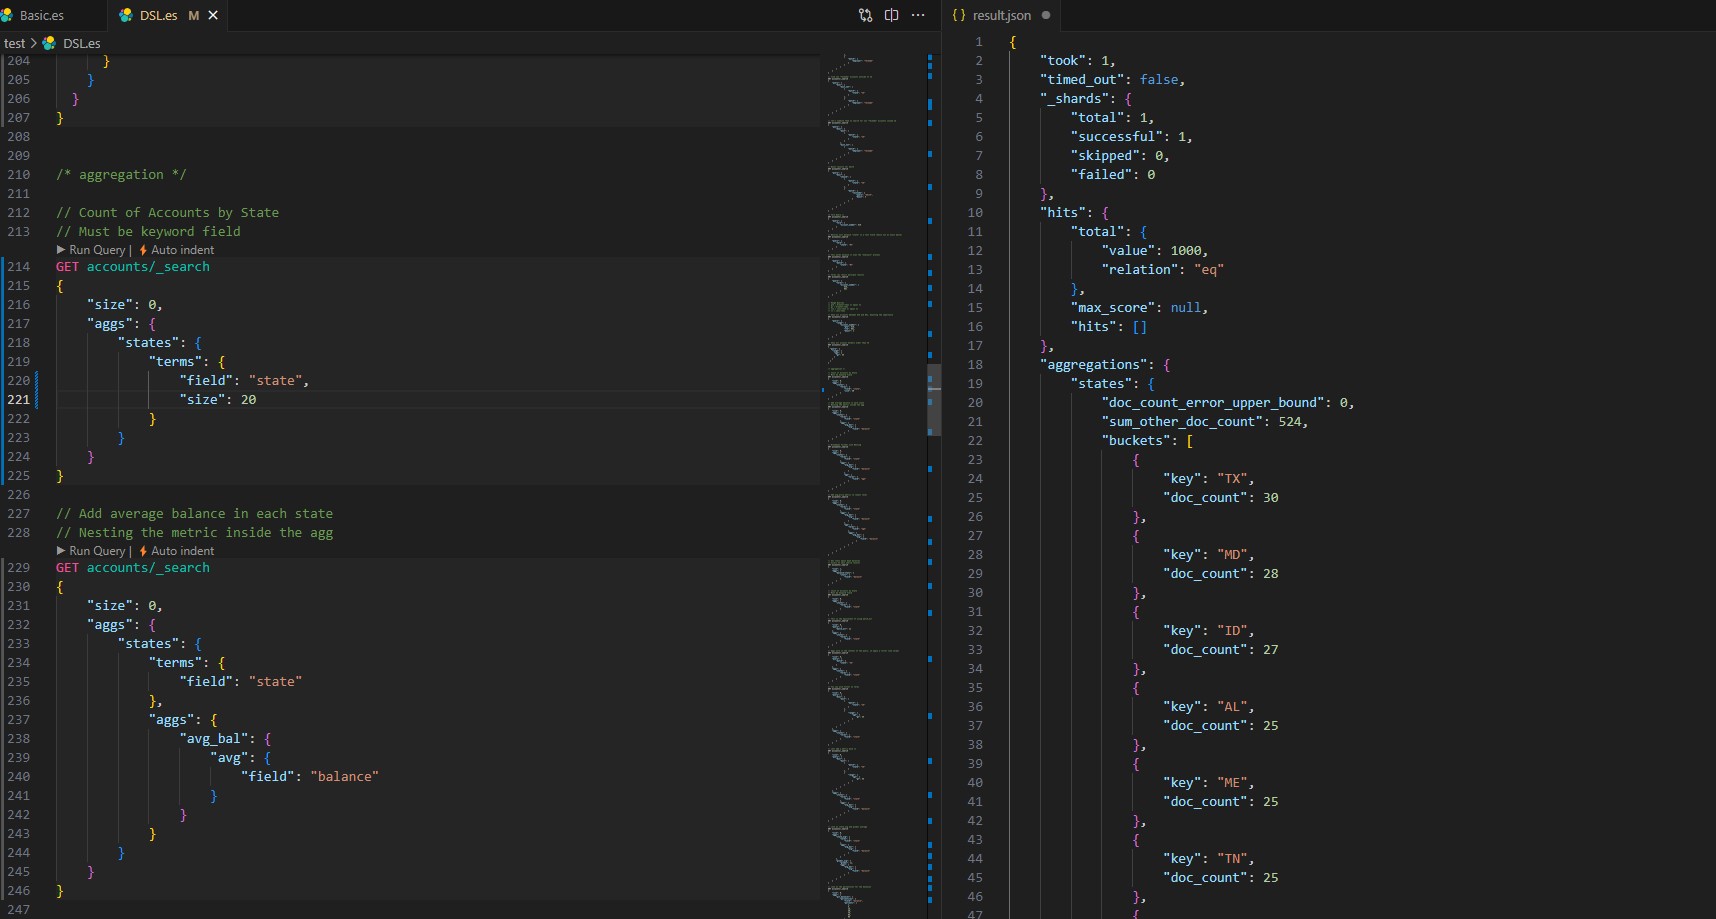 Basic.es
DSL.es M
test > DSL.es
204 }
205 }
206 }
207 }
208
209
210 /* aggregation */
211
212 // Count of Accounts by State
213 // Must be keyword field
Run Query | Auto indent
214 GET accounts/_search
215 {
216 "size": 0,
217 "aggs": {
218 "states": {
219 "terms": {
220 "field": "state",
221 "size": 20
222 }
223 }
224 }
225 }
226
227 // Add average balance in each state
228 // Nesting the metric inside the agg
Run Query | Auto indent
229 GET accounts/_search
230 {
231 "size": 0,
232 "aggs": {
233 "states": {
234 "terms": {
235 "field": "state"
236 },
237 "aggs": {
238 "avg_bal": {
239 "avg": {
240 "field": "balance"
241 }
242 }
243 }
244 }
245 }
246 }
247
{} result.json
1 {
2 "took": 1,
3 "timed_out": false,
4 "_shards": {
5 "total": 1,
6 "successful": 1,
7 "skipped": 0,
8 "failed": 0
9 },
10 "hits": {
11 "total": {
12 "value": 1000,
13 "relation": "eq"
14 },
15 "max_score": null,
16 "hits": []
17 },
18 "aggregations": {
19 "states": {
20 "doc_count_error_upper_bound": 0,
21 "sum_other_doc_count": 524,
22 "buckets": [
23 {
24 "key": "TX",
25 "doc_count": 30
26 },
27 {
28 "key": "MD",
29 "doc_count": 28
30 },
31 {
32 "key": "ID",
33 "doc_count": 27
34 },
35 {
36 "key": "AL",
37 "doc_count": 25
38 },
39 {
40 "key": "ME",
41 "doc_count": 25
42 },
43 {
44 "key": "TN",
45 "doc_count": 25
46 },
47 {